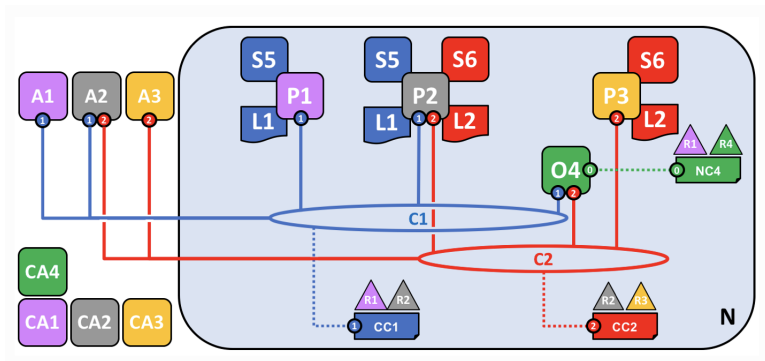 S5
S5
S6
S6
A1
A2
A3
P1
P2
P3
1
1
2
2
1
1
2
2
L1
L1
L2
L2
R1
R4
O4
0
0
NC4
1
2
C1
C2
CA4
CA1
CA2
CA3
R1
R2
R2
R3
1
CC1
2
CC2
N